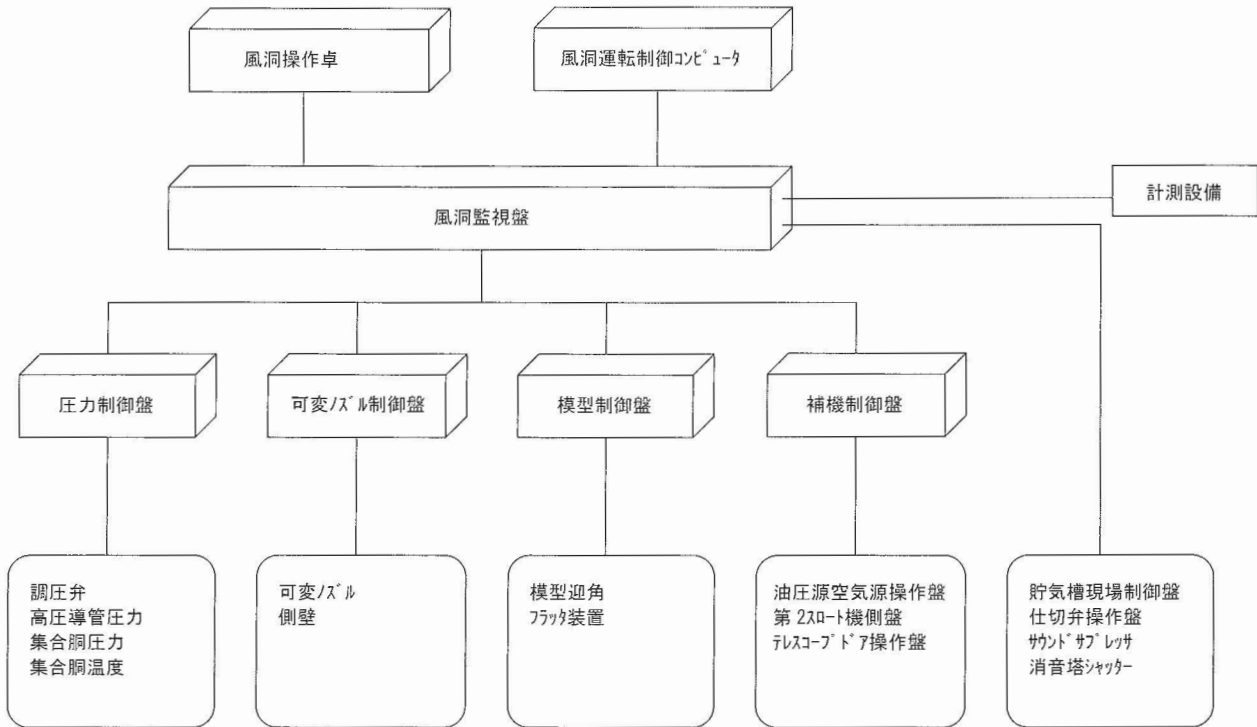 風洞操作卓
風洞運転制御ｺﾝﾋﾟｭｰﾀ
風洞監視盤
計測設備
圧力制御盤
可変ﾉｽﾞﾙ制御盤
模型制御盤
補機制御盤
調圧弁
高圧導管圧力
集合胴圧力
集合胴温度
可変ﾉｽﾞﾙ
側壁
模型迎角
ﾌﾗｯﾀ装置
油圧源空気源操作盤
第2ｽﾛｰﾄ機側盤
ﾃﾚｽｺｰﾌﾟﾄﾞｱ操作盤
貯気槽現場制御盤
仕切弁操作盤
ｻｳﾝﾄﾞｻﾌﾟﾚｯｻ
消音塔ｼｬｯﾀｰ